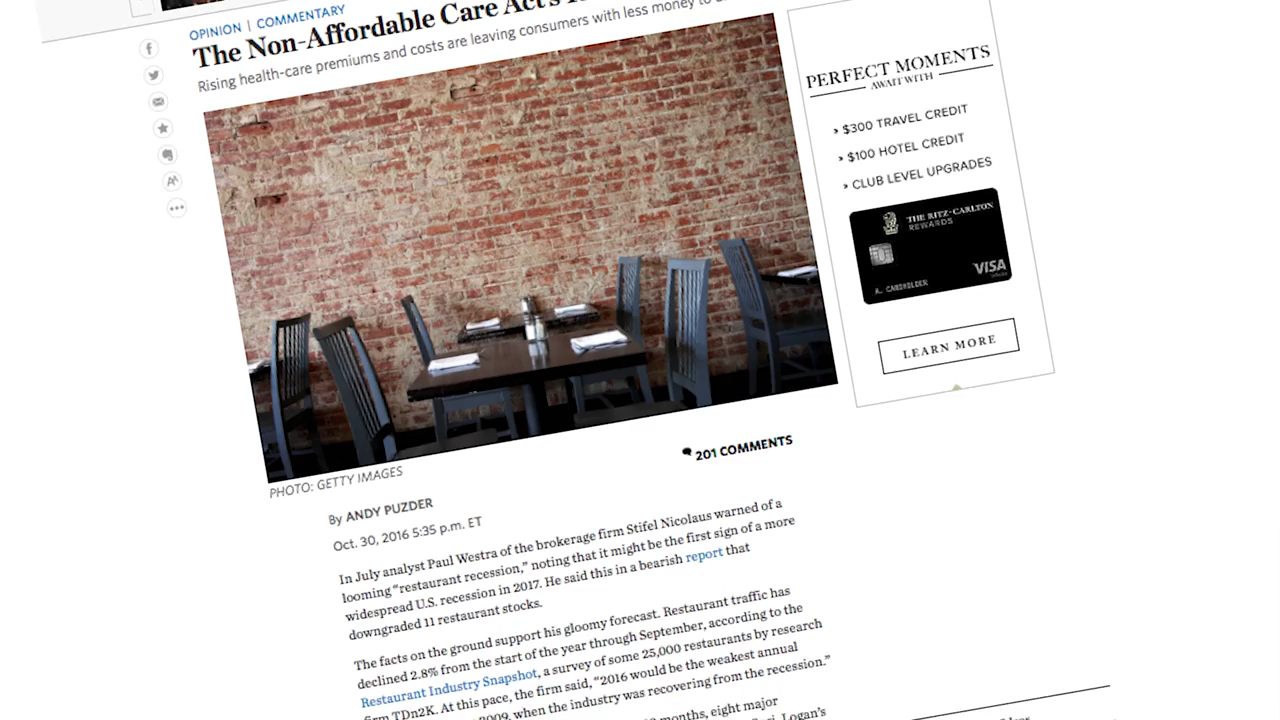 OPINION | COMMENTARY
The Non-Affordable Care Act's
Rising health-care premiums and costs are leaving consumers with less money to
PHOTO: GETTY IMAGES
201 COMMENTS
By ANDY PUZDER
Oct. 30, 2016 5:35 p.m. ET
In July analyst Paul Westra of the brokerage firm Stifel Nicolaus warned of a
looming “restaurant recession,” noting that it might be the first sign of a more
widespread U.S. recession in 2017. He said this in a bearish report that
downgraded 11 restaurant stocks.
The facts on the ground support his gloomy forecast. Restaurant traffic has
declined 2.8% from the start of the year through September, according to the
Restaurant Industry Snapshot, a survey of some 25,000 restaurants by research
firm TDn2K. At this pace, the firm said, “2016 would be the weakest annual
2009, when the industry was recovering from the recession.”
months, eight major
Logan's
PERFECT MOMENTS
AWAIT WITH
› $300 TRAVEL CREDIT
› $100 HOTEL CREDIT
› CLUB LEVEL UPGRADES
THE RITZ-CARLTON
REWARDS
VISA
A. CARDHOLDER
LEARN MORE